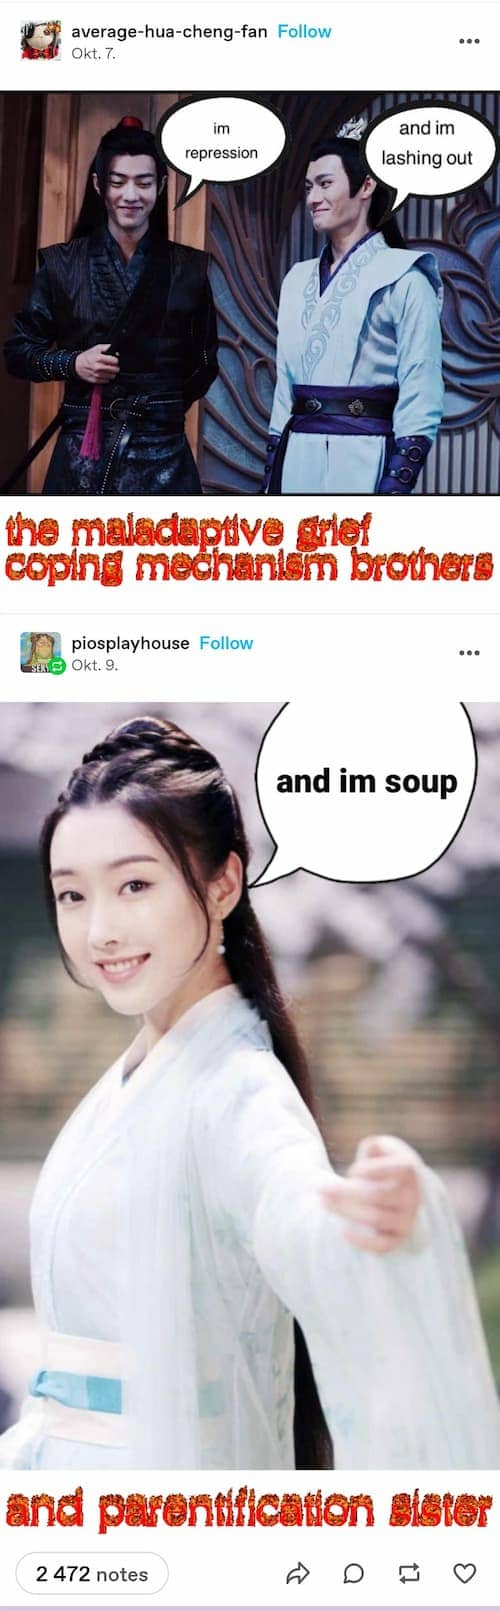 average-hua-cheng-fan Follow
Okt. 7.
im
repression
and im
lashing out
the maladaptive grief
coping mechanism brothers
piosplayhouse Follow
Okt. 9.
and im soup
and parentification sister
2 472 notes